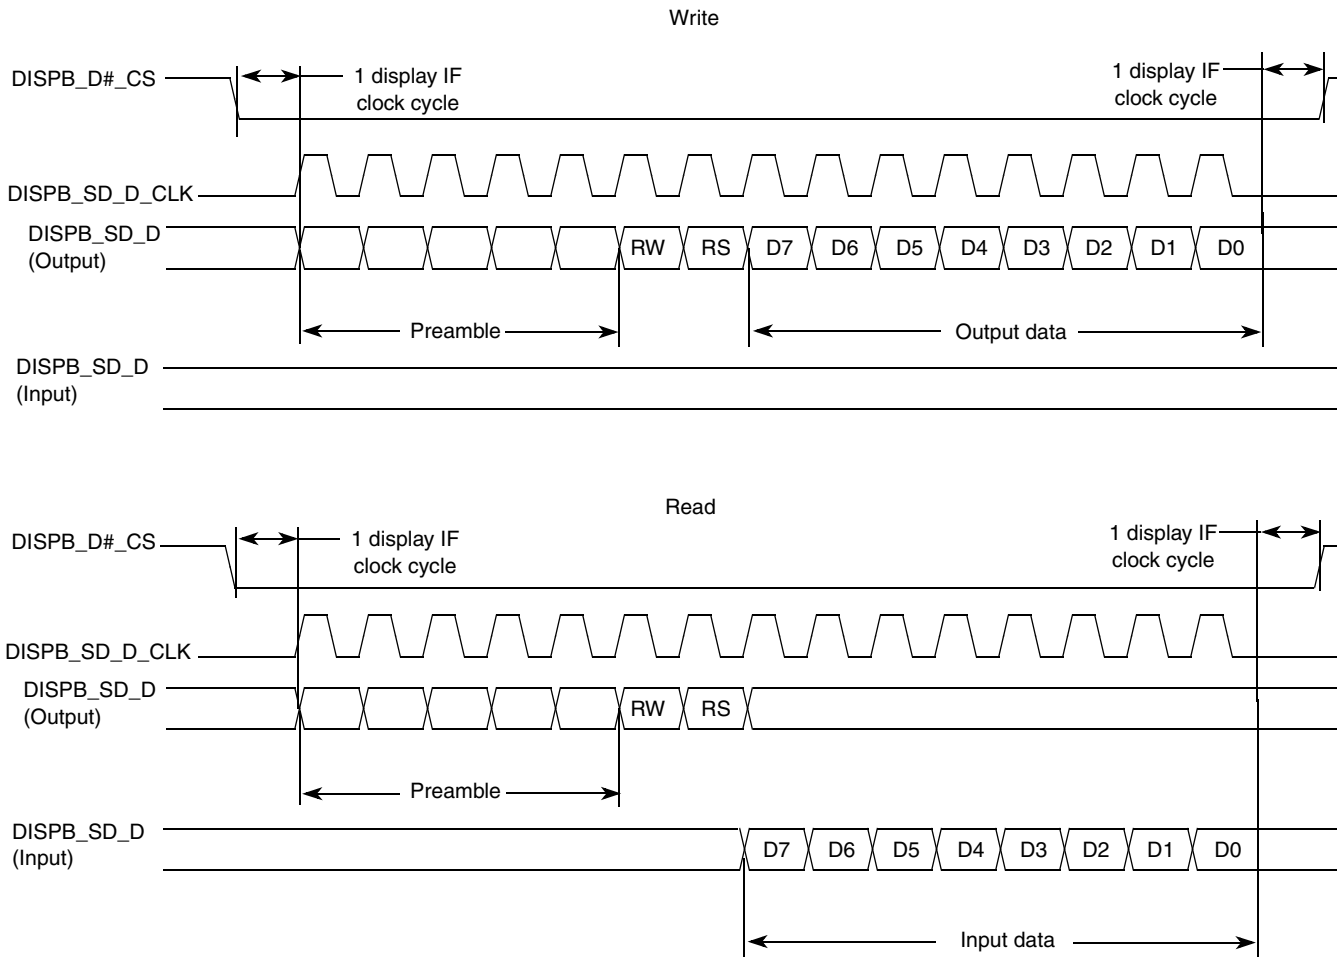 Write
DISPB_D#_CS
1 display IF
clock cycle
1 display IF
clock cycle
DISPB_SD_D_CLK
DISPB_SD_D
(Output)
RW RS D7 D6 D5 D4 D3 D2 D1 D0
Preamble
Output data
DISPB_SD_D
(Input)
Read
DISPB_D#_CS
1 display IF
clock cycle
1 display IF
clock cycle
DISPB_SD_D_CLK
DISPB_SD_D
(Output)
RW RS
Preamble
DISPB_SD_D
(Input)
D7 D6 D5 D4 D3 D2 D1 D0
Input data